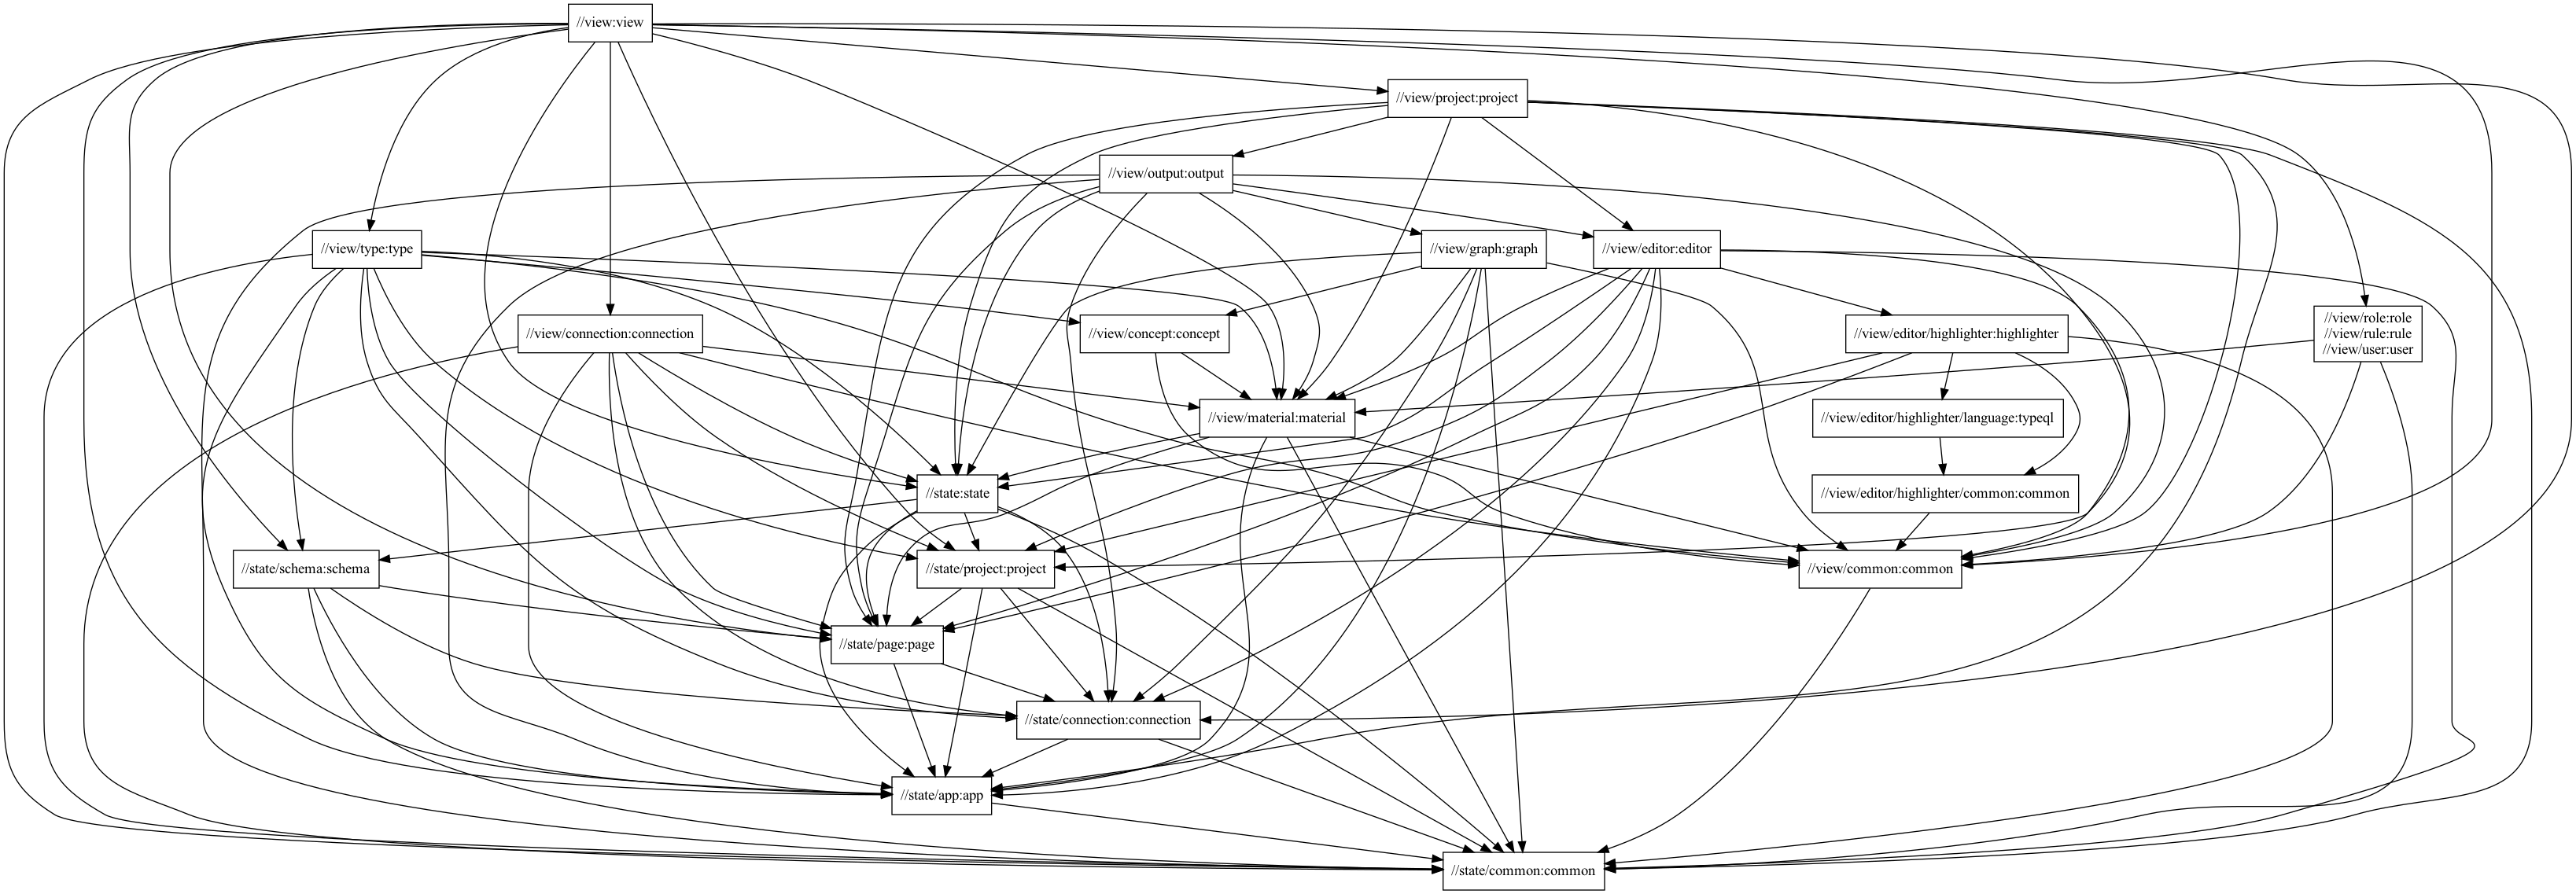 //view:view
//view/project:project
//view/output:output
//view/type:type
//view/graph:graph
//view/editor:editor
//view/connection:connection
//view/concept:concept
//view/editor/highlighter:highlighter
//view/role:role
//view/rule:rule
//view/user:user
//view/material:material
//view/editor/highlighter/language:typeql
//state:state
//view/editor/highlighter/common:common
//state/schema:schema
//state/project:project
//view/common:common
//state/page:page
//state/connection:connection
//state/app:app
//state/common:common